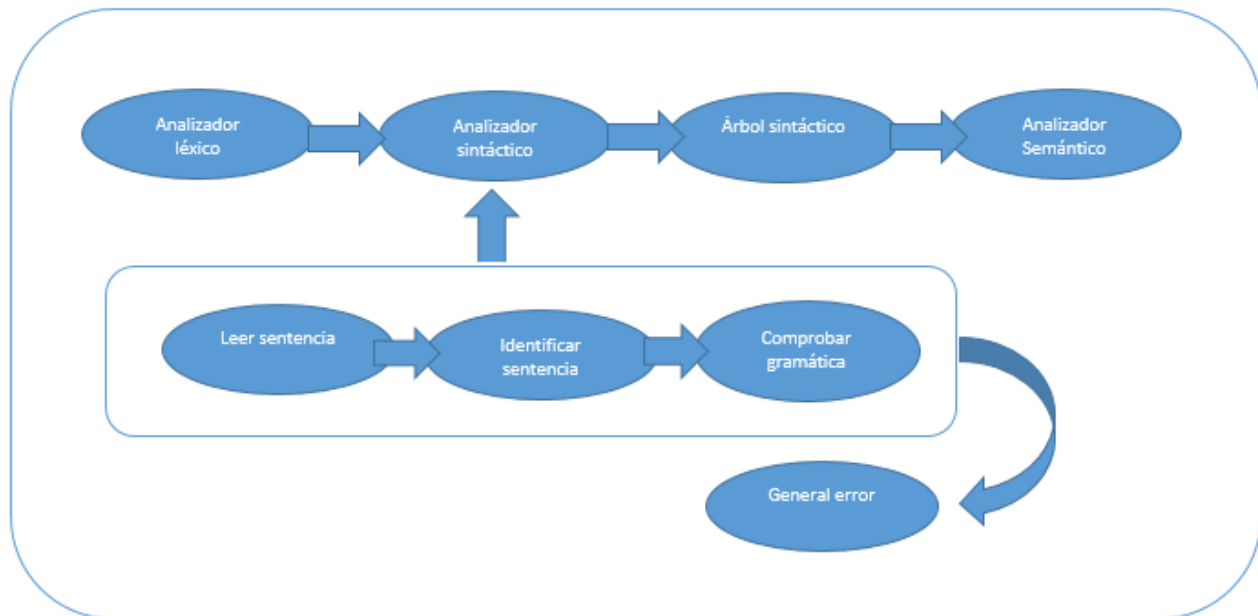 Analizador
léxico
Analizador
sintáctico
Árbol sintáctico
Analizador
Semántico
Leer sentencia
Identificar
sentencia
Comprobar
gramática
General error